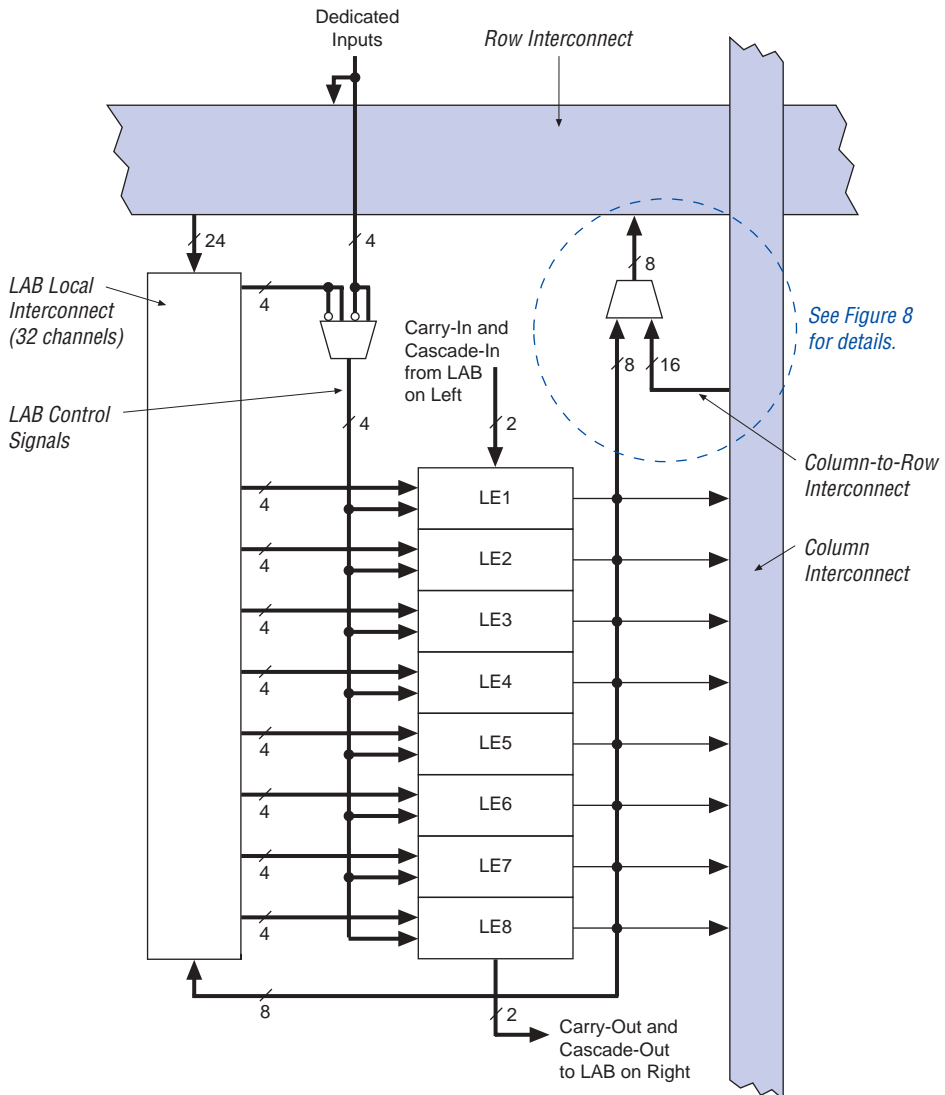 Dedicated
Inputs
Row Interconnect
24
4
8
LAB Local
Interconnect
(32 channels)
4
See Figure 8
for details.
Carry-In and
Cascade-In
from LAB
on Left
8
16
LAB Control
Signals
4
2
Column-to-Row
Interconnect
4
LE1
4
LE2
Column
Interconnect
4
LE3
4
LE4
4
LE5
4
LE6
4
LE7
4
LE8
8
2
Carry-Out and
Cascade-Out
to LAB on Right